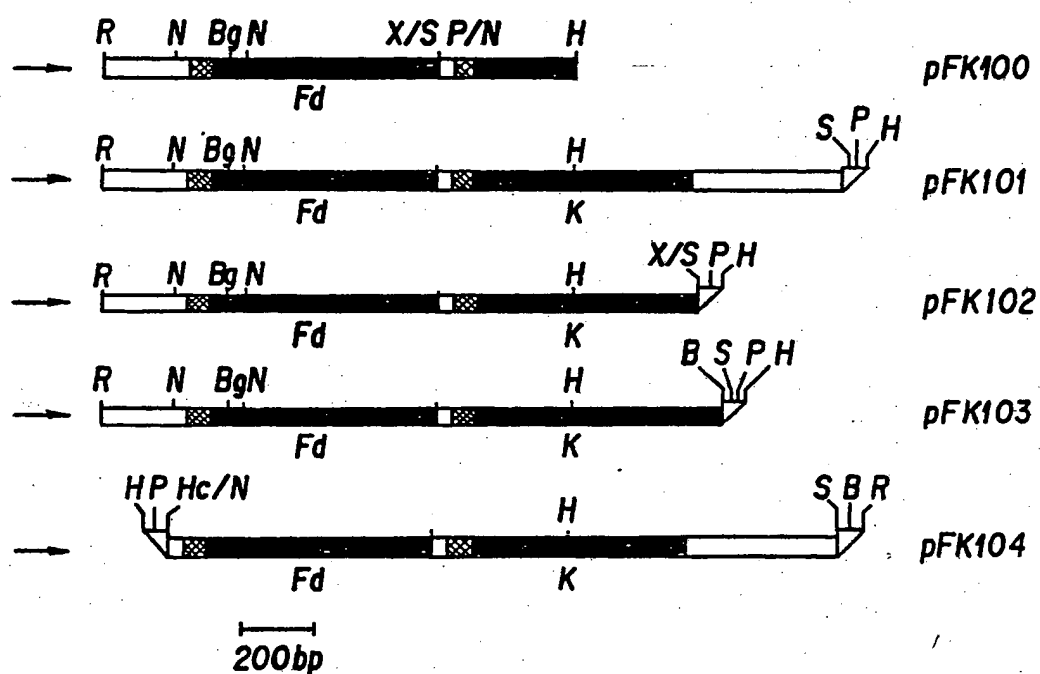 R N Bg N X/S P/N H
pFK100
Fd
R N Bg N H S P H
pFK101
Fd K
R N Bg N H X/S P H
pFK102
Fd K
R N BgN H B S P H
pFK103
Fd K
H P Hc/N H S B R
pFK104
Fd K
200bp